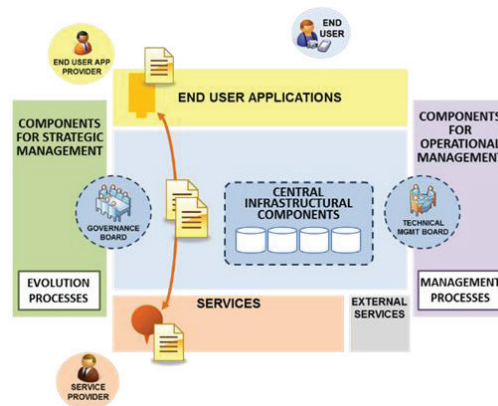 END USER APP
PROVIDER
END
USER
END USER APPLICATIONS
COMPONENTS
FOR STRATEGIC
MANAGEMENT
COMPONENTS
FOR
OPERATIONAL
MANAGEMENT
CENTRAL
INFRASTRUCTURAL
COMPONENTS
GOVERNANCE
BOARD
TECHNICAL
MGMT BOARD
EVOLUTION
PROCESSES
SERVICES
EXTERNAL
SERVICES
MANAGEMENT
PROCESSES
SERVICE
PROVIDER